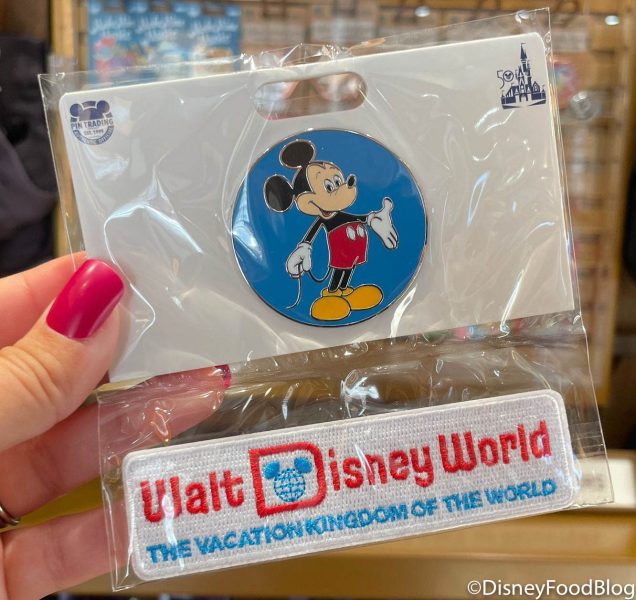 PIN TRADING
EST. 1999
50
Walt Disney World
THE VACATION KINGDOM OF THE WORLD
©DisneyFoodBlog